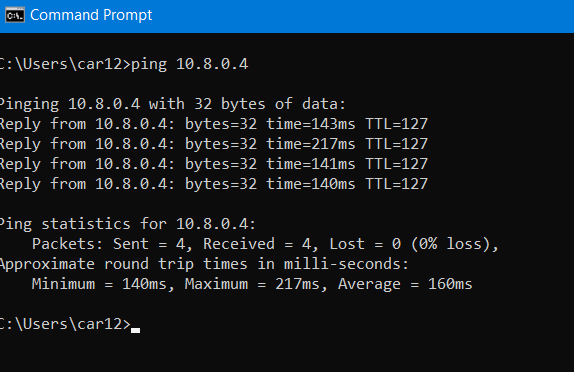 Command Prompt
C:\Users\car12>ping 10.8.0.4
Pinging 10.8.0.4 with 32 bytes of data:
Reply from 10.8.0.4: bytes=32 time=143ms TTL=127
Reply from 10.8.0.4: bytes=32 time=217ms TTL=127
Reply from 10.8.0.4: bytes=32 time=141ms TTL=127
Reply from 10.8.0.4: bytes=32 time=140ms TTL=127
Ping statistics for 10.8.0.4:
    Packets: Sent = 4, Received = 4, Lost = 0 (0% loss),
Approximate round trip times in milli-seconds:
    Minimum = 140ms, Maximum = 217ms, Average = 160ms
C:\Users\car12>